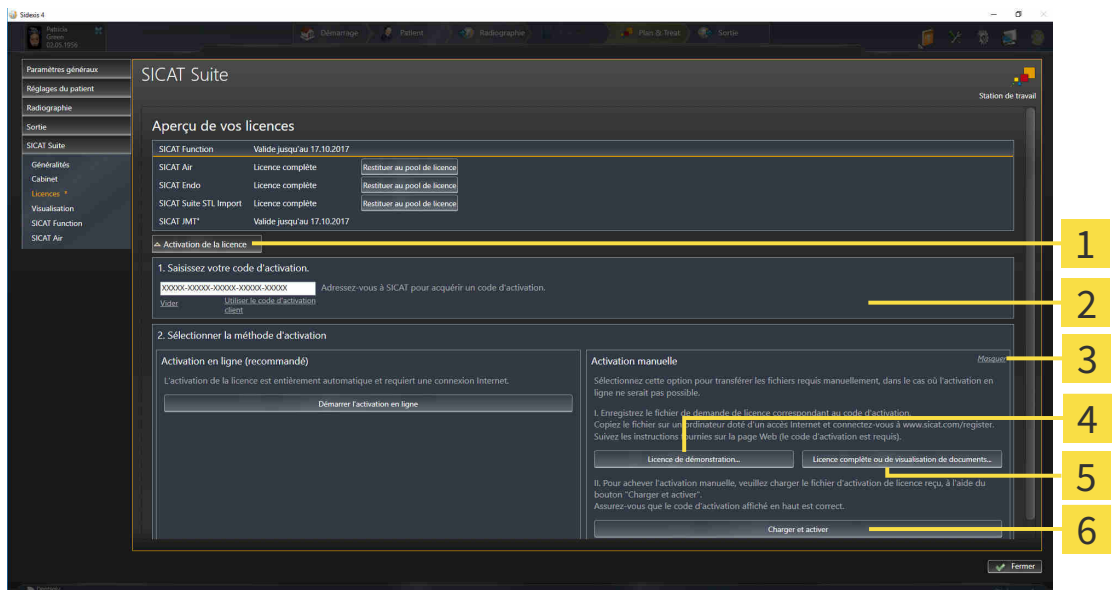 Sidexis 4
Patricia
Green
02.05.1956
Démarrage
Patient
Radiographie
Plan & Treat
Sortie
Paramètres généraux
Réglages du patient
Radiographie
Sortie
SICAT Suite
Généralités
Cabinet
Licences *
Visualisation
SICAT Function
SICAT Air
SICAT Suite
Station de travail
Aperçu de vos licences
SICAT Function Valide jusqu'au 17.10.2017
SICAT Air Licence complète Restituer au pool de licence
SICAT Endo Licence complète Restituer au pool de licence
SICAT Suite STL Import Licence complète Restituer au pool de licence
SICAT JMT⁺ Valide jusqu'au 17.10.2017
Activation de la licence
1
1. Saisissez votre code d'activation.
XXXXX-XXXXX-XXXXX-XXXXX-XXXXX Adressez-vous à SICAT pour acquérir un code d'activation.
Vider Utiliser le code d'activation
client
2
2. Sélectionner la méthode d'activation
Activation en ligne (recommandé)
L'activation de la licence est entièrement automatique et requiert une connexion Internet.
Démarrer l'activation en ligne
Activation manuelle Masquer
3
Sélectionnez cette option pour transférer les fichiers requis manuellement, dans le cas où l'activation en
ligne ne serait pas possible.
I. Enregistrez le fichier de demande de licence correspondant au code d'activation.
Copiez le fichier sur un ordinateur doté d'un accès Internet et connectez-vous à www.sicat.com/register.
Suivez les instructions fournies sur la page Web (le code d'activation est requis).
4
Licence de démonstration... Licence complète ou de visualisation de documents...
5
II. Pour achever l'activation manuelle, veuillez charger le fichier d'activation de licence reçu, à l'aide du
bouton "Charger et activer".
Assurez-vous que le code d'activation affiché en haut est correct.
Charger et activer
6
Fermer